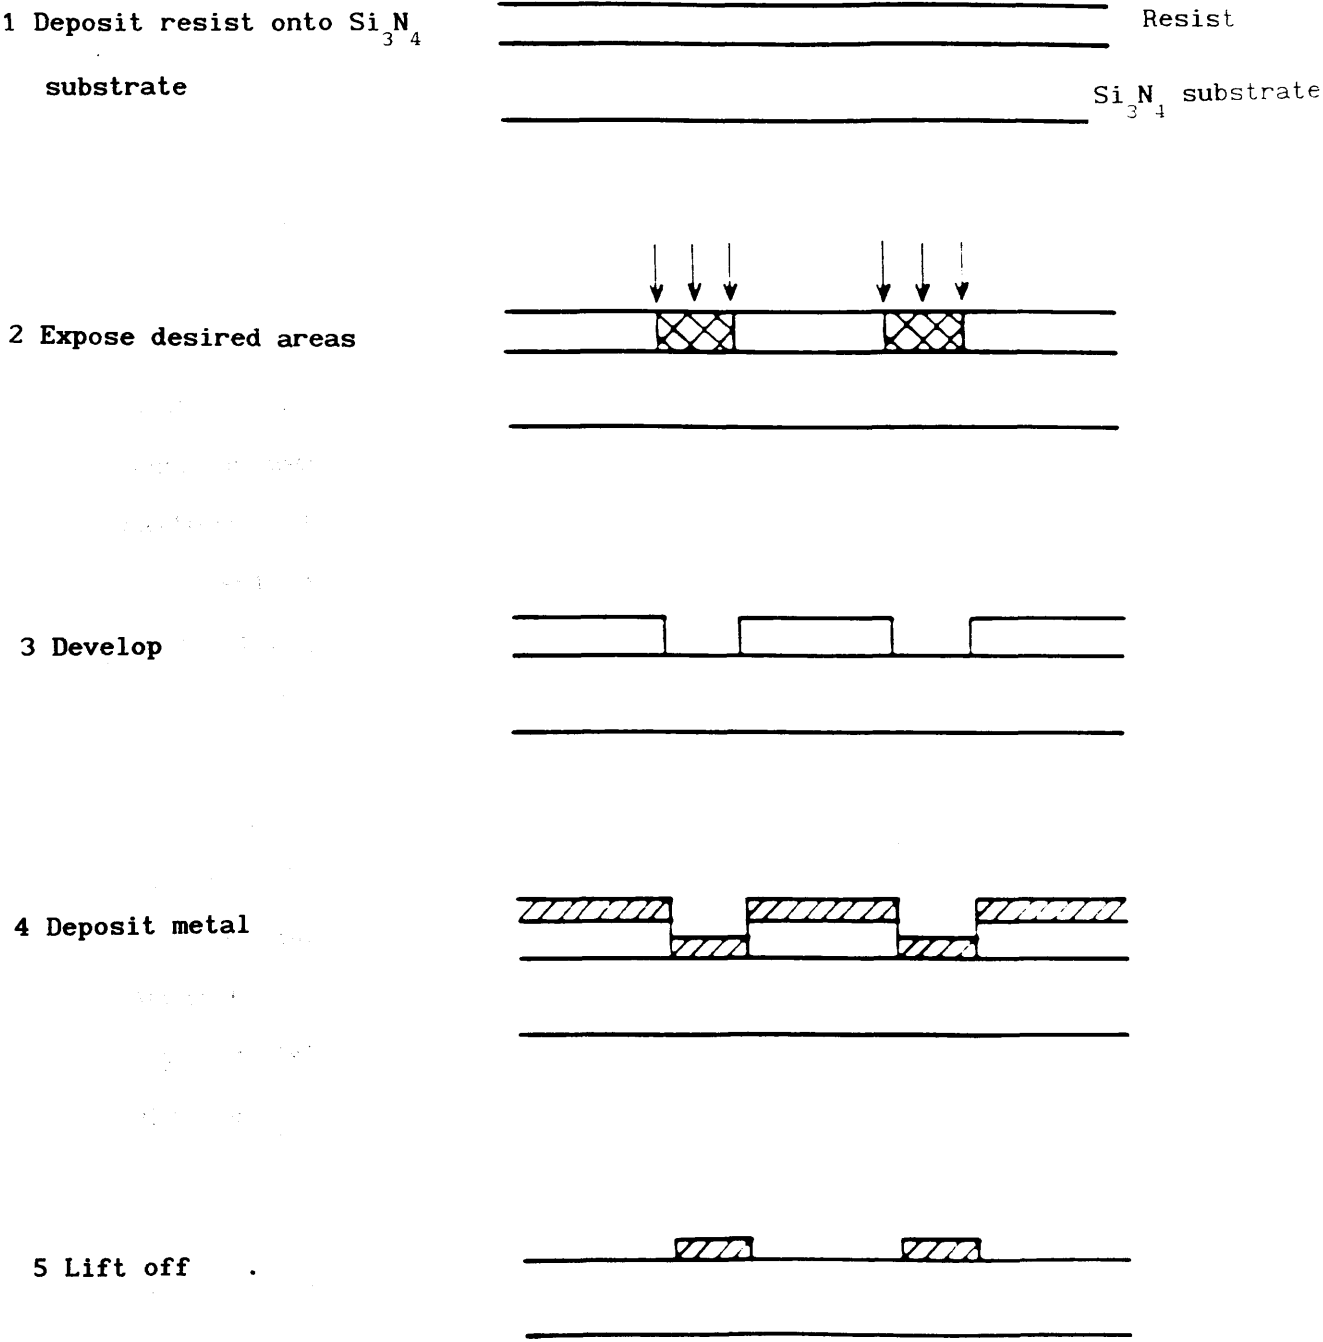 1 Deposit resist onto Si3N4
substrate
Resist
Si3N4 substrate
2 Expose desired areas
3 Develop
4 Deposit metal
5 Lift off